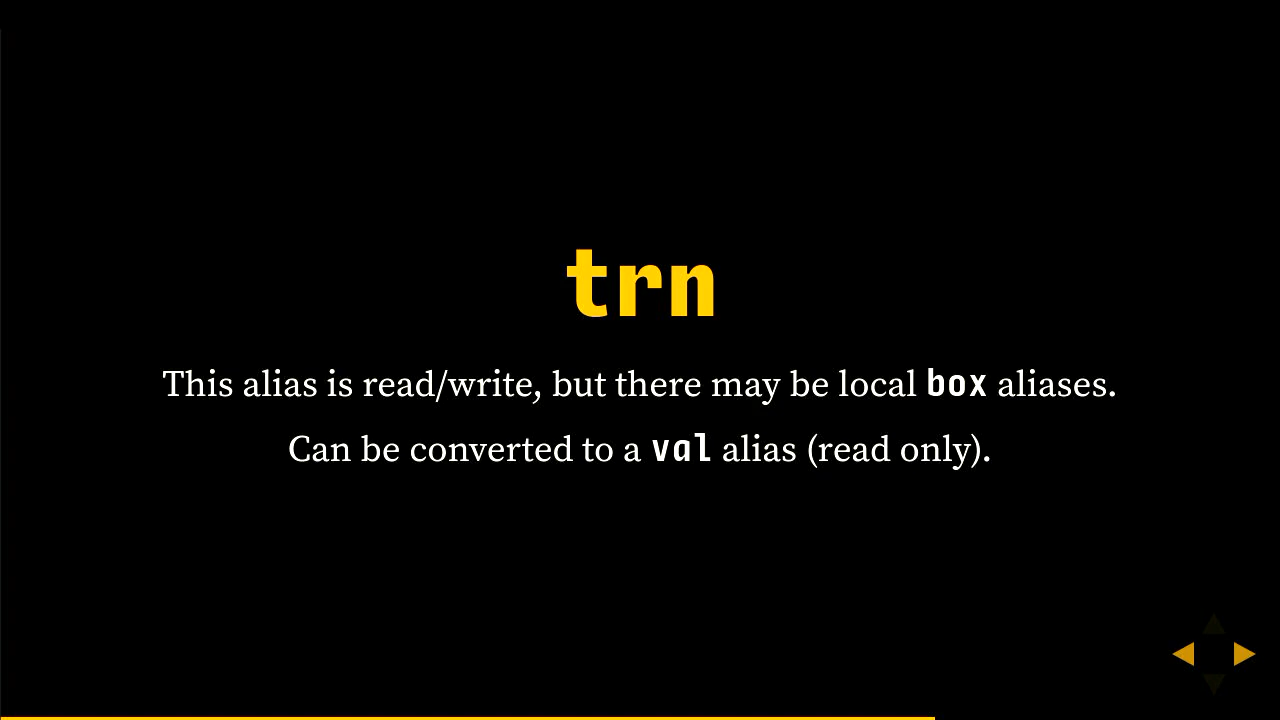 trn
This alias is read/write, but there may be local box aliases.
Can be converted to a val alias (read only).